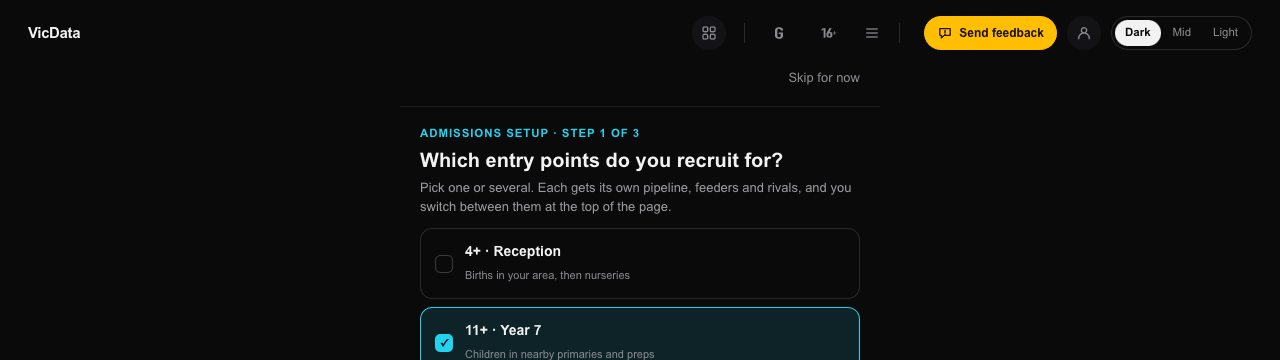 VicData
G
16+
Send feedback
Dark
Mid
Light
Skip for now
ADMISSIONS SETUP · STEP 1 OF 3
Which entry points do you recruit for?
Pick one or several. Each gets its own pipeline, feeders and rivals, and you
switch between them at the top of the page.
4+ · Reception
Births in your area, then nurseries
11+ · Year 7
Children in nearby primaries and preps